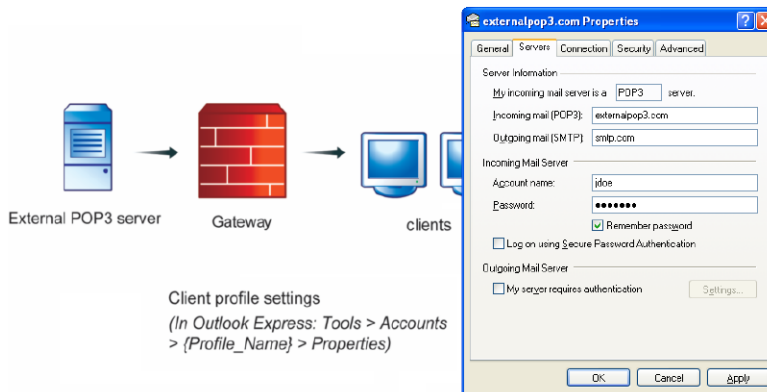 External POP3 server
Gateway
clients
Client profile settings
(In Outlook Express: Tools > Accounts
> {Profile_Name} > Properties)
externalpop3.com Properties
General Servers Connection Security Advanced
Server Information
My incoming mail server is a POP3 server.
Incoming mail (POP3): externalpop3.com
Outgoing mail (SMTP): smtp.com
Incoming Mail Server
Account name: jdoe
Password: •••••••
Remember password
Log on using Secure Password Authentication
Outgoing Mail Server
My server requires authentication Settings...
OK Cancel Apply